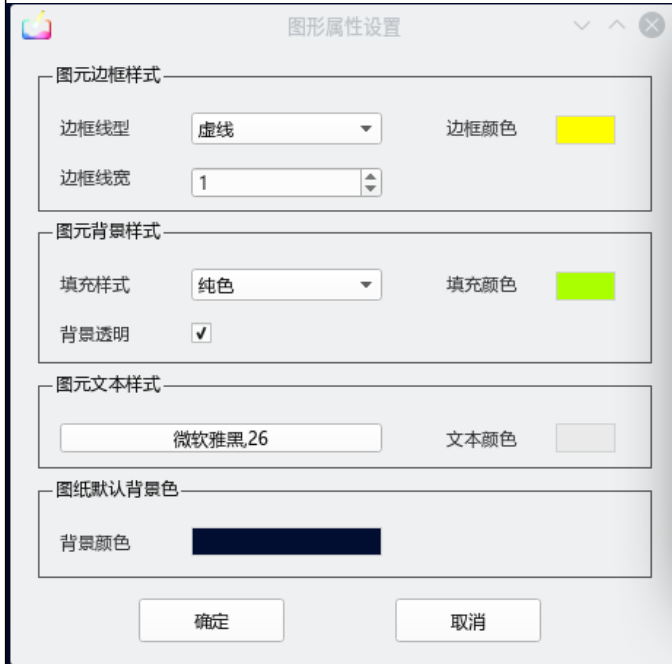 图形属性设置
图元边框样式
边框线型 虚线 边框颜色
边框线宽 1
图元背景样式
填充样式 纯色 填充颜色
背景透明
图元文本样式
微软雅黑,26 文本颜色
图纸默认背景色
背景颜色
确定 取消